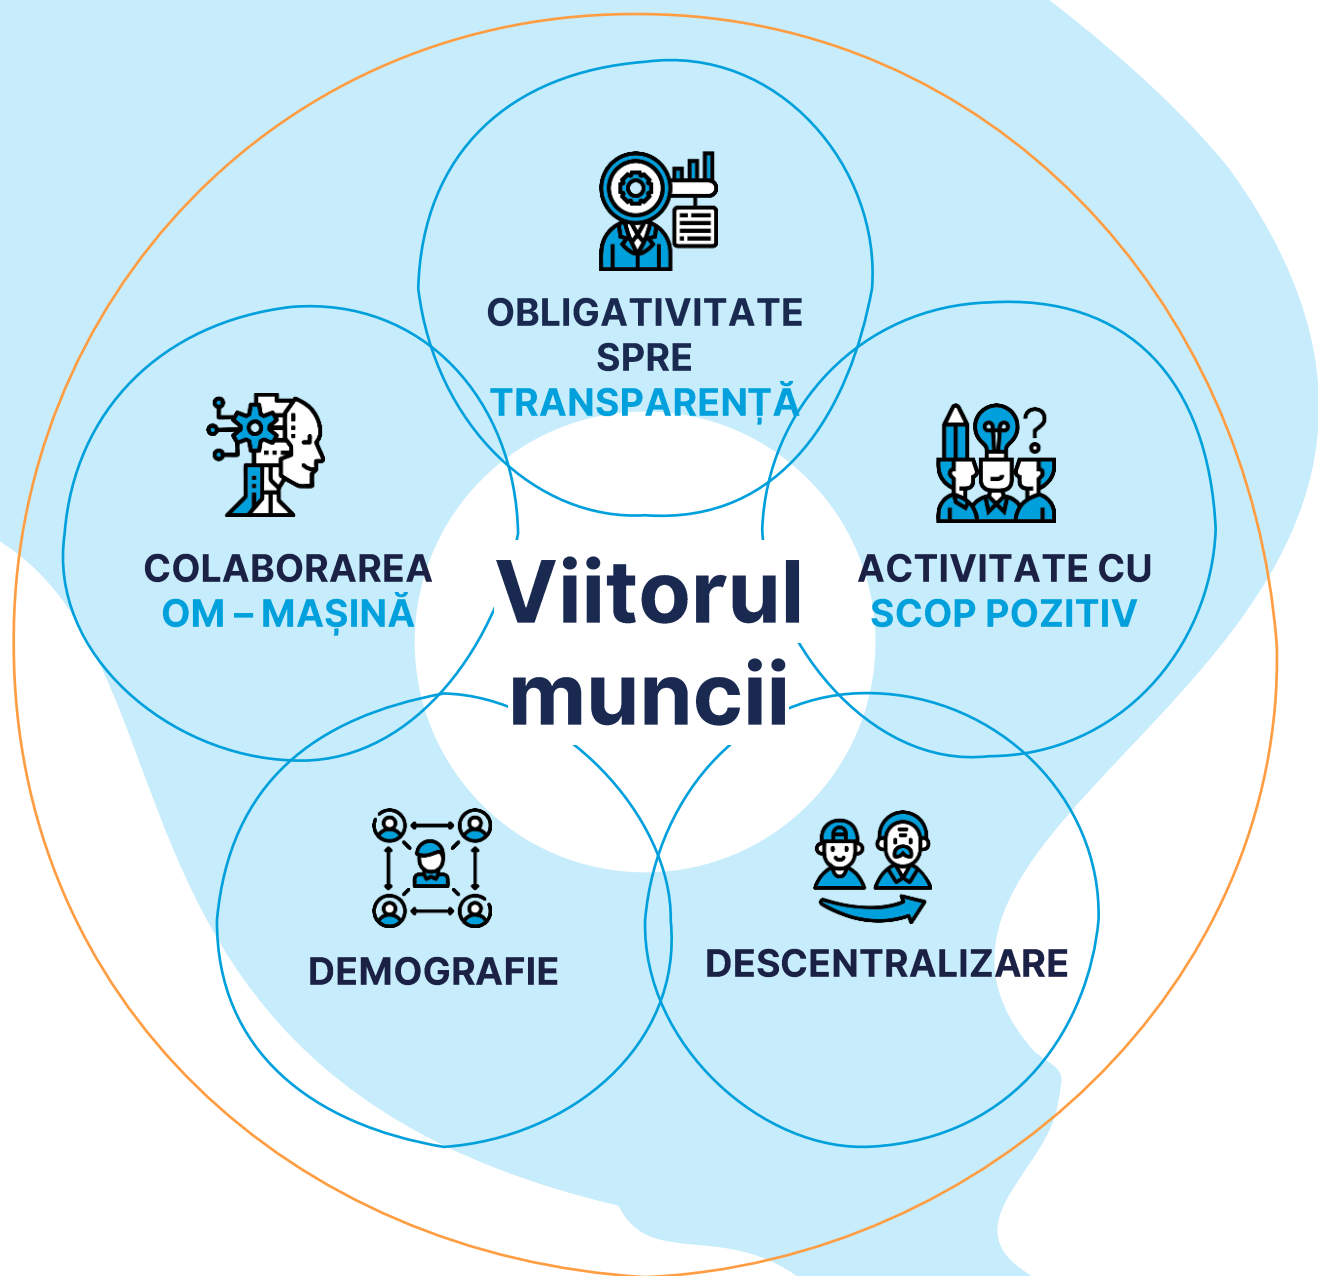 OBLIGATIVITATE
SPRE
TRANSPARENȚĂ
COLABORAREA
OM – MAȘINĂ
Viitorul
muncii
ACTIVITATE CU
SCOP POZITIV
DEMOGRAFIE
DESCENTRALIZARE